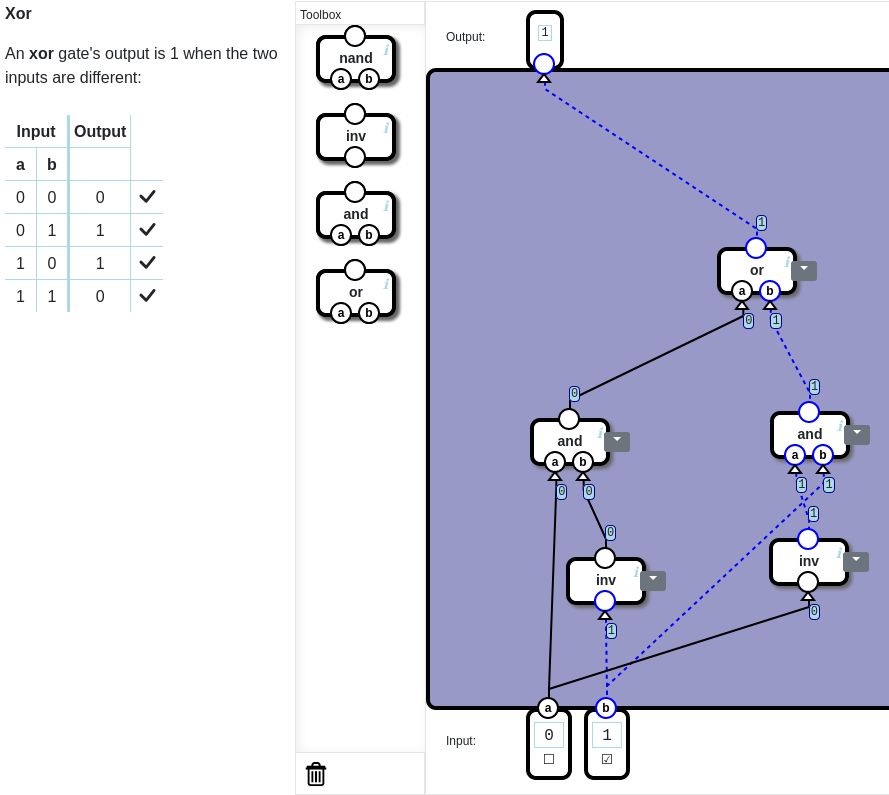 Xor
An xor gate's output is 1 when the two
inputs are different:
Input Output
a b
0 0 0
0 1 1
1 0 1
1 1 0
Toolbox
nand
a b
inv
and
a b
or
a b
Output:
1
1
or
a b
0 1
0
1
and
a b
0 0
and
a b
1 1
0
inv
1
1
inv
0
Input:
a b
0 1